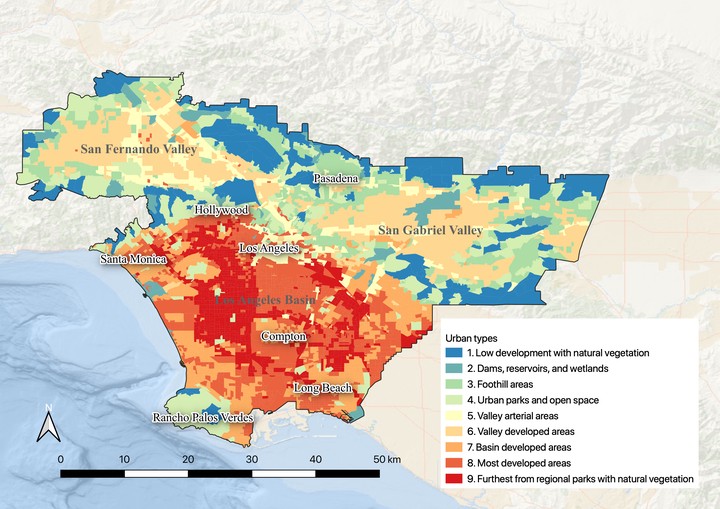 San Fernando Valley
Pasadena
Hollywood
San Gabriel Valley
Los Angeles
Santa Monica
Los Angeles Basin
Compton
Long Beach
Rancho Palos Verdes
N
0 10 20 30 40 50 km
Urban types
1. Low development with natural vegetation
2. Dams, reservoirs, and wetlands
3. Foothill areas
4. Urban parks and open space
5. Valley arterial areas
6. Valley developed areas
7. Basin developed areas
8. Most developed areas
9. Furthest from regional parks with natural vegetation